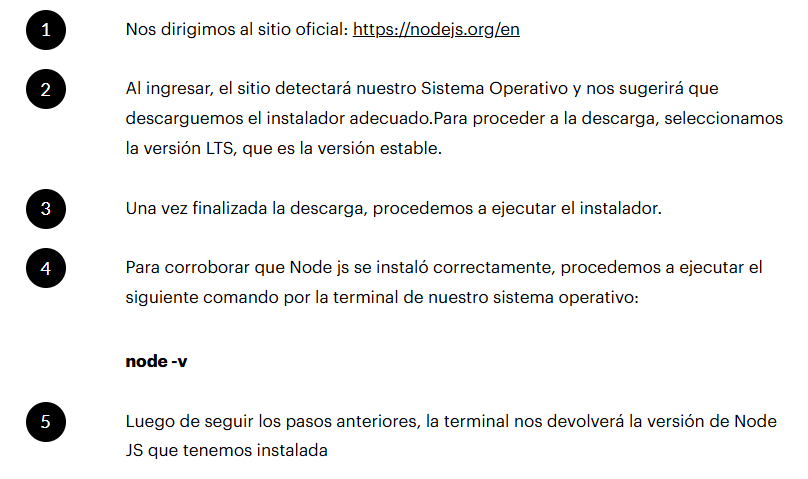 1 Nos dirigimos al sitio oficial: https://nodejs.org/en
2 Al ingresar, el sitio detectará nuestro Sistema Operativo y nos sugerirá que
descarguemos el instalador adecuado.Para proceder a la descarga, seleccionamos
la versión LTS, que es la versión estable.
3 Una vez finalizada la descarga, procedemos a ejecutar el instalador.
4 Para corroborar que Node js se instaló correctamente, procedemos a ejecutar el
siguiente comando por la terminal de nuestro sistema operativo:
node -v
5 Luego de seguir los pasos anteriores, la terminal nos devolverá la versión de Node
JS que tenemos instalada